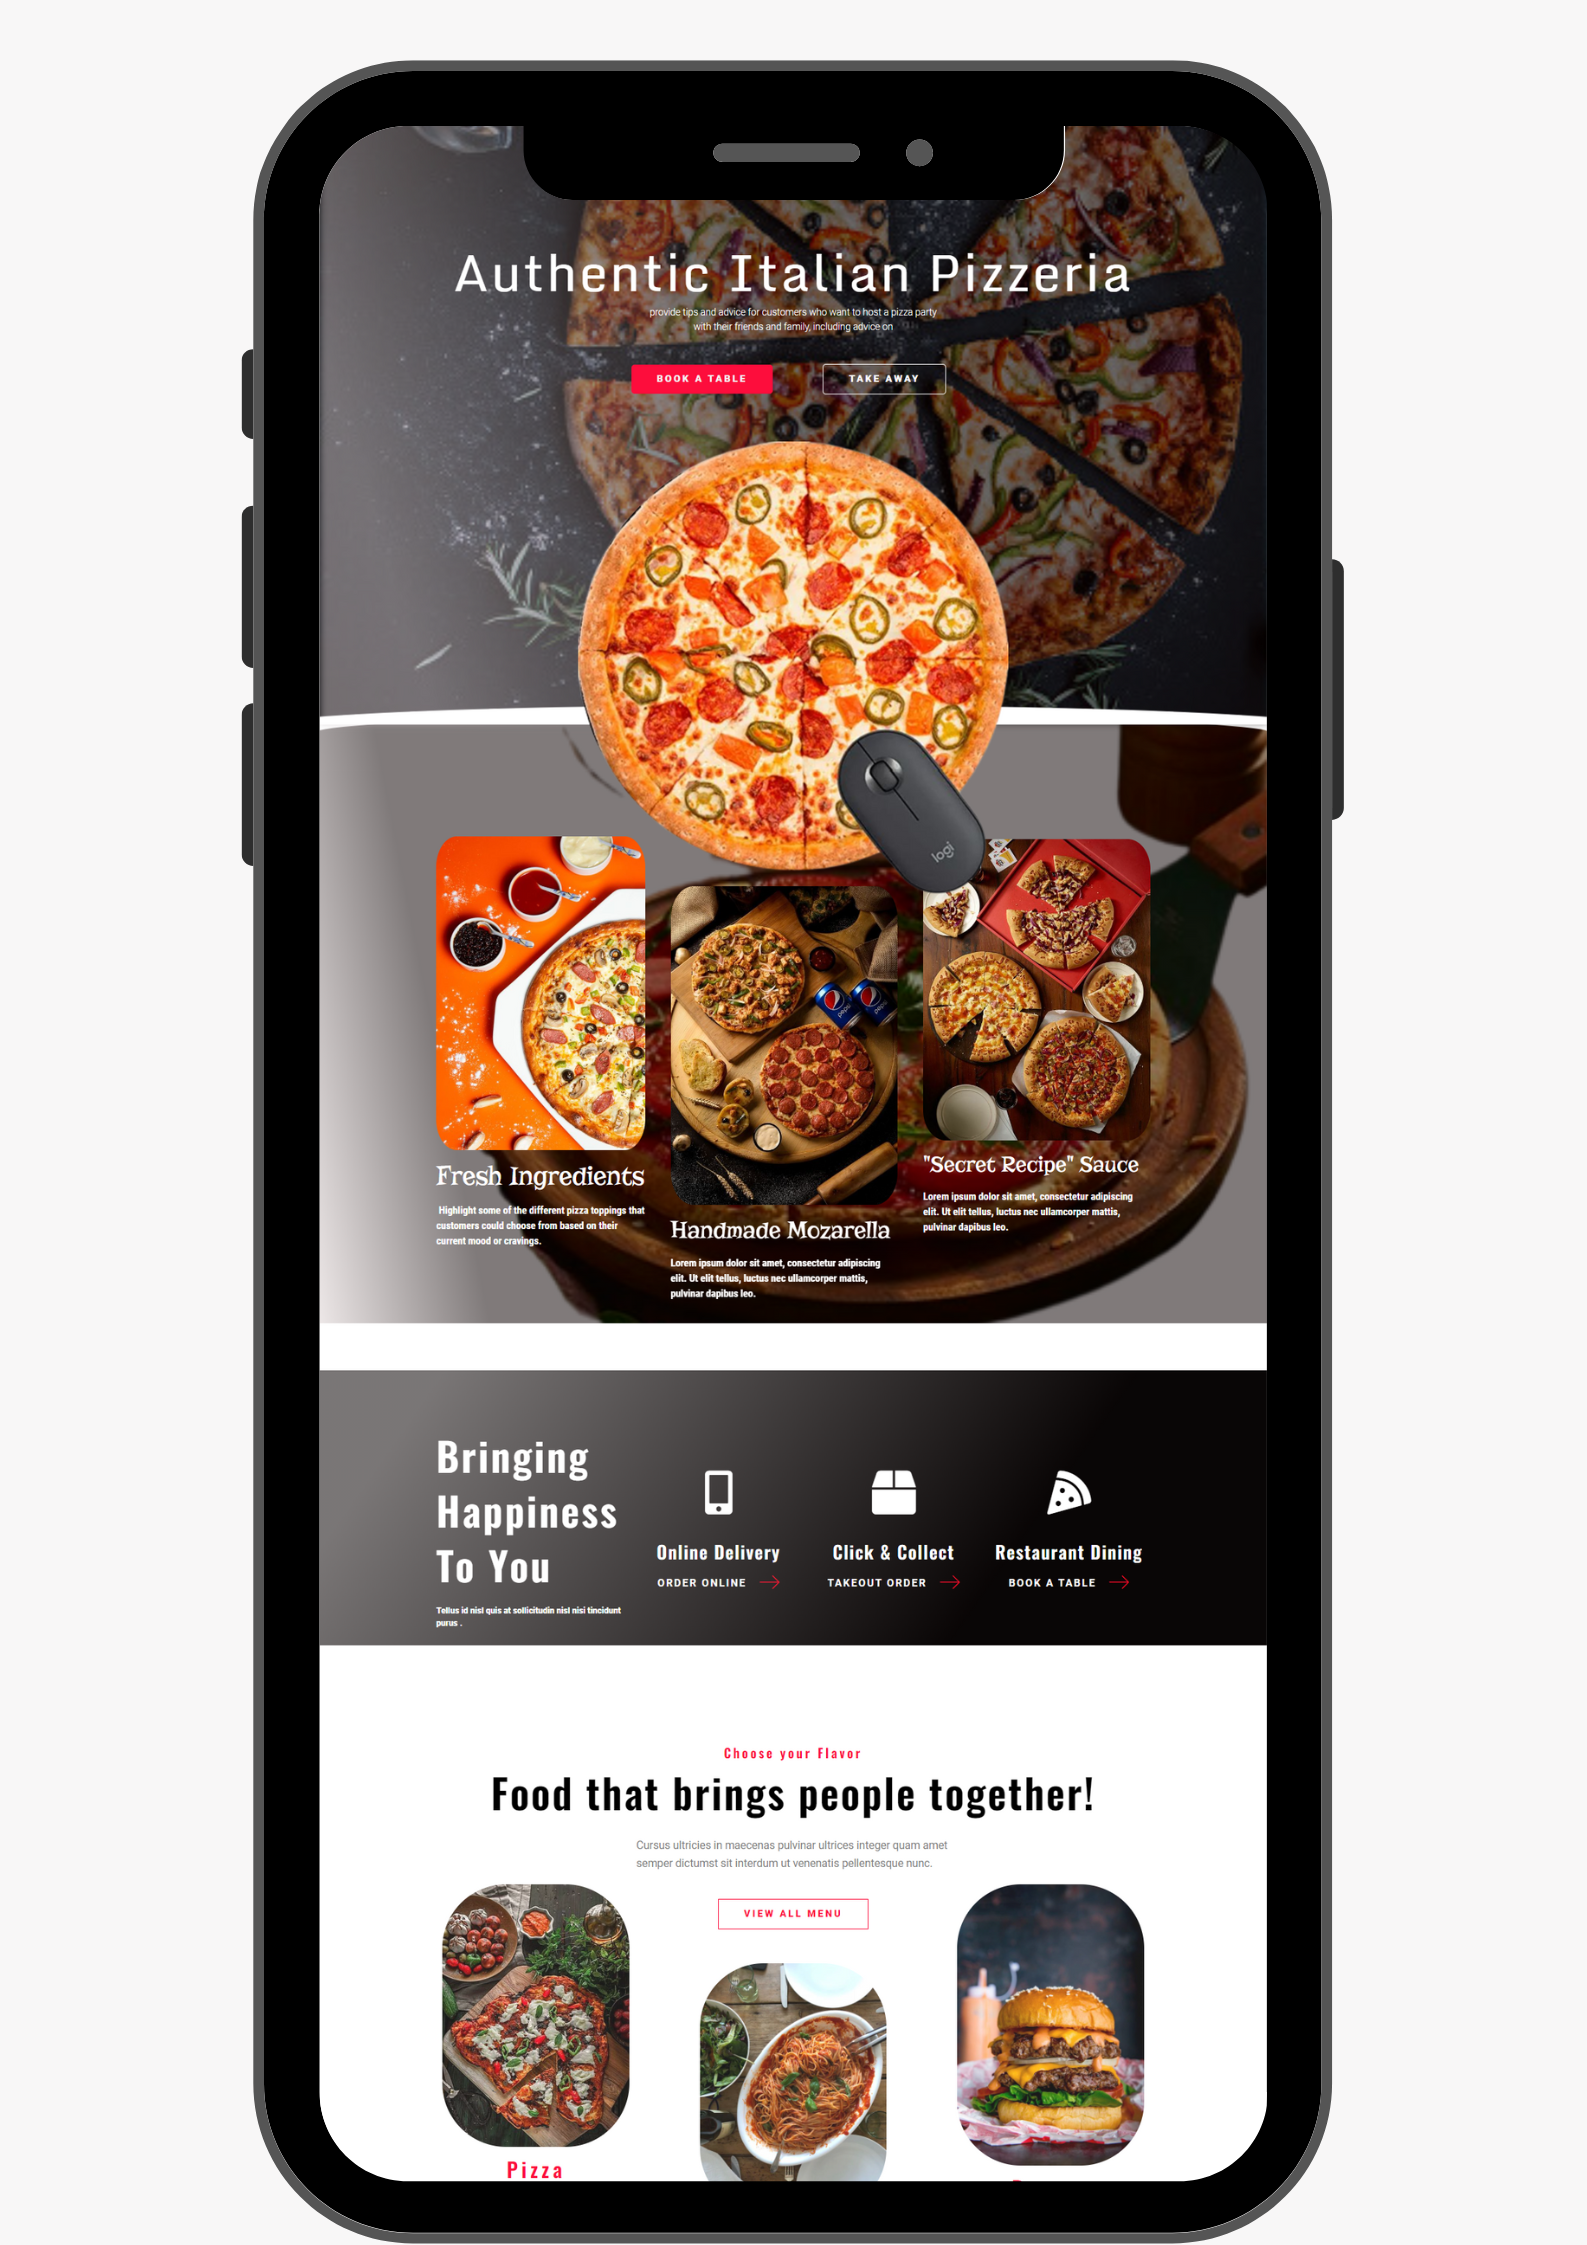 Authentic Italian Pizzeria
provide tips and advice for customers who want to host a pizza party
with their friends and family, including advice on
BOOK A TABLE
TAKE AWAY
logi
pepsi
pepsi
Fresh Ingredients
Highlight some of the different pizza toppings that
customers could choose from based on their
current mood or cravings.
Handmade Mozarella
Lorem ipsum dolor sit amet, consectetur adipiscing
elit. Ut elit tellus, luctus nec ullamcorper mattis,
pulvinar dapibus leo.
"Secret Recipe" Sauce
Lorem ipsum dolor sit amet, consectetur adipiscing
elit. Ut elit tellus, luctus nec ullamcorper mattis,
pulvinar dapibus leo.
Bringing
Happiness
To You
Tellus id nisl quis at sollicitudin nisl nisi tincidunt
purus .
Online Delivery
ORDER ONLINE
Click & Collect
TAKEOUT ORDER
Restaurant Dining
BOOK A TABLE
Choose your Flavor
Food that brings people together!
Cursus ultricies in maecenas pulvinar ultrices integer quam amet
semper dictumst sit interdum ut venenatis pellentesque nunc.
VIEW ALL MENU
Pizza